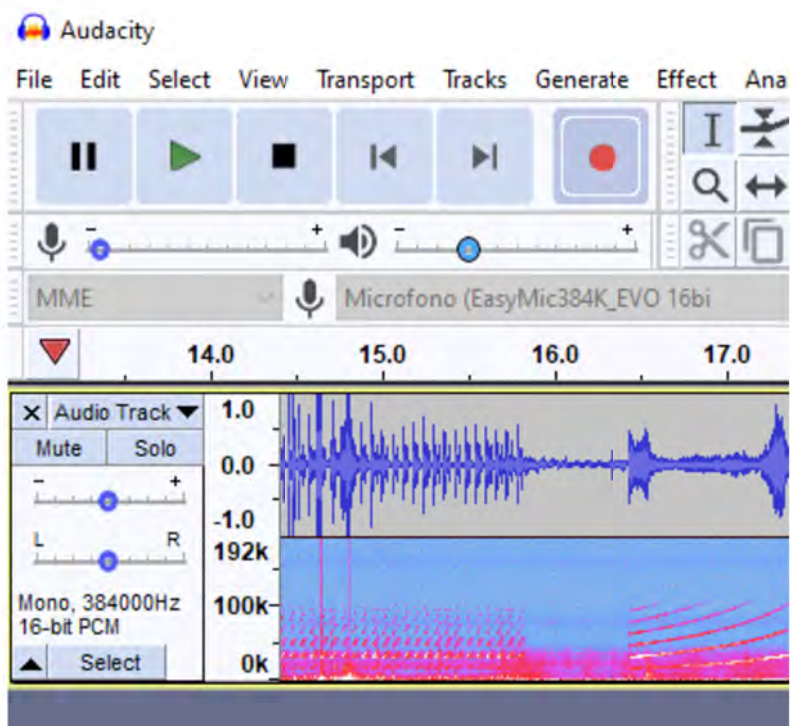 Audacity
File Edit Select View Transport Tracks Generate Effect Ana
- + - +
MME Microfono (EasyMic384K_EVO 16bi
14.0 15.0 16.0 17.0
X Audio Track 1.0
Mute Solo
0.0
- +
-1.0
L R
192k
Mono, 384000Hz 100k
16-bit PCM
Select 0k